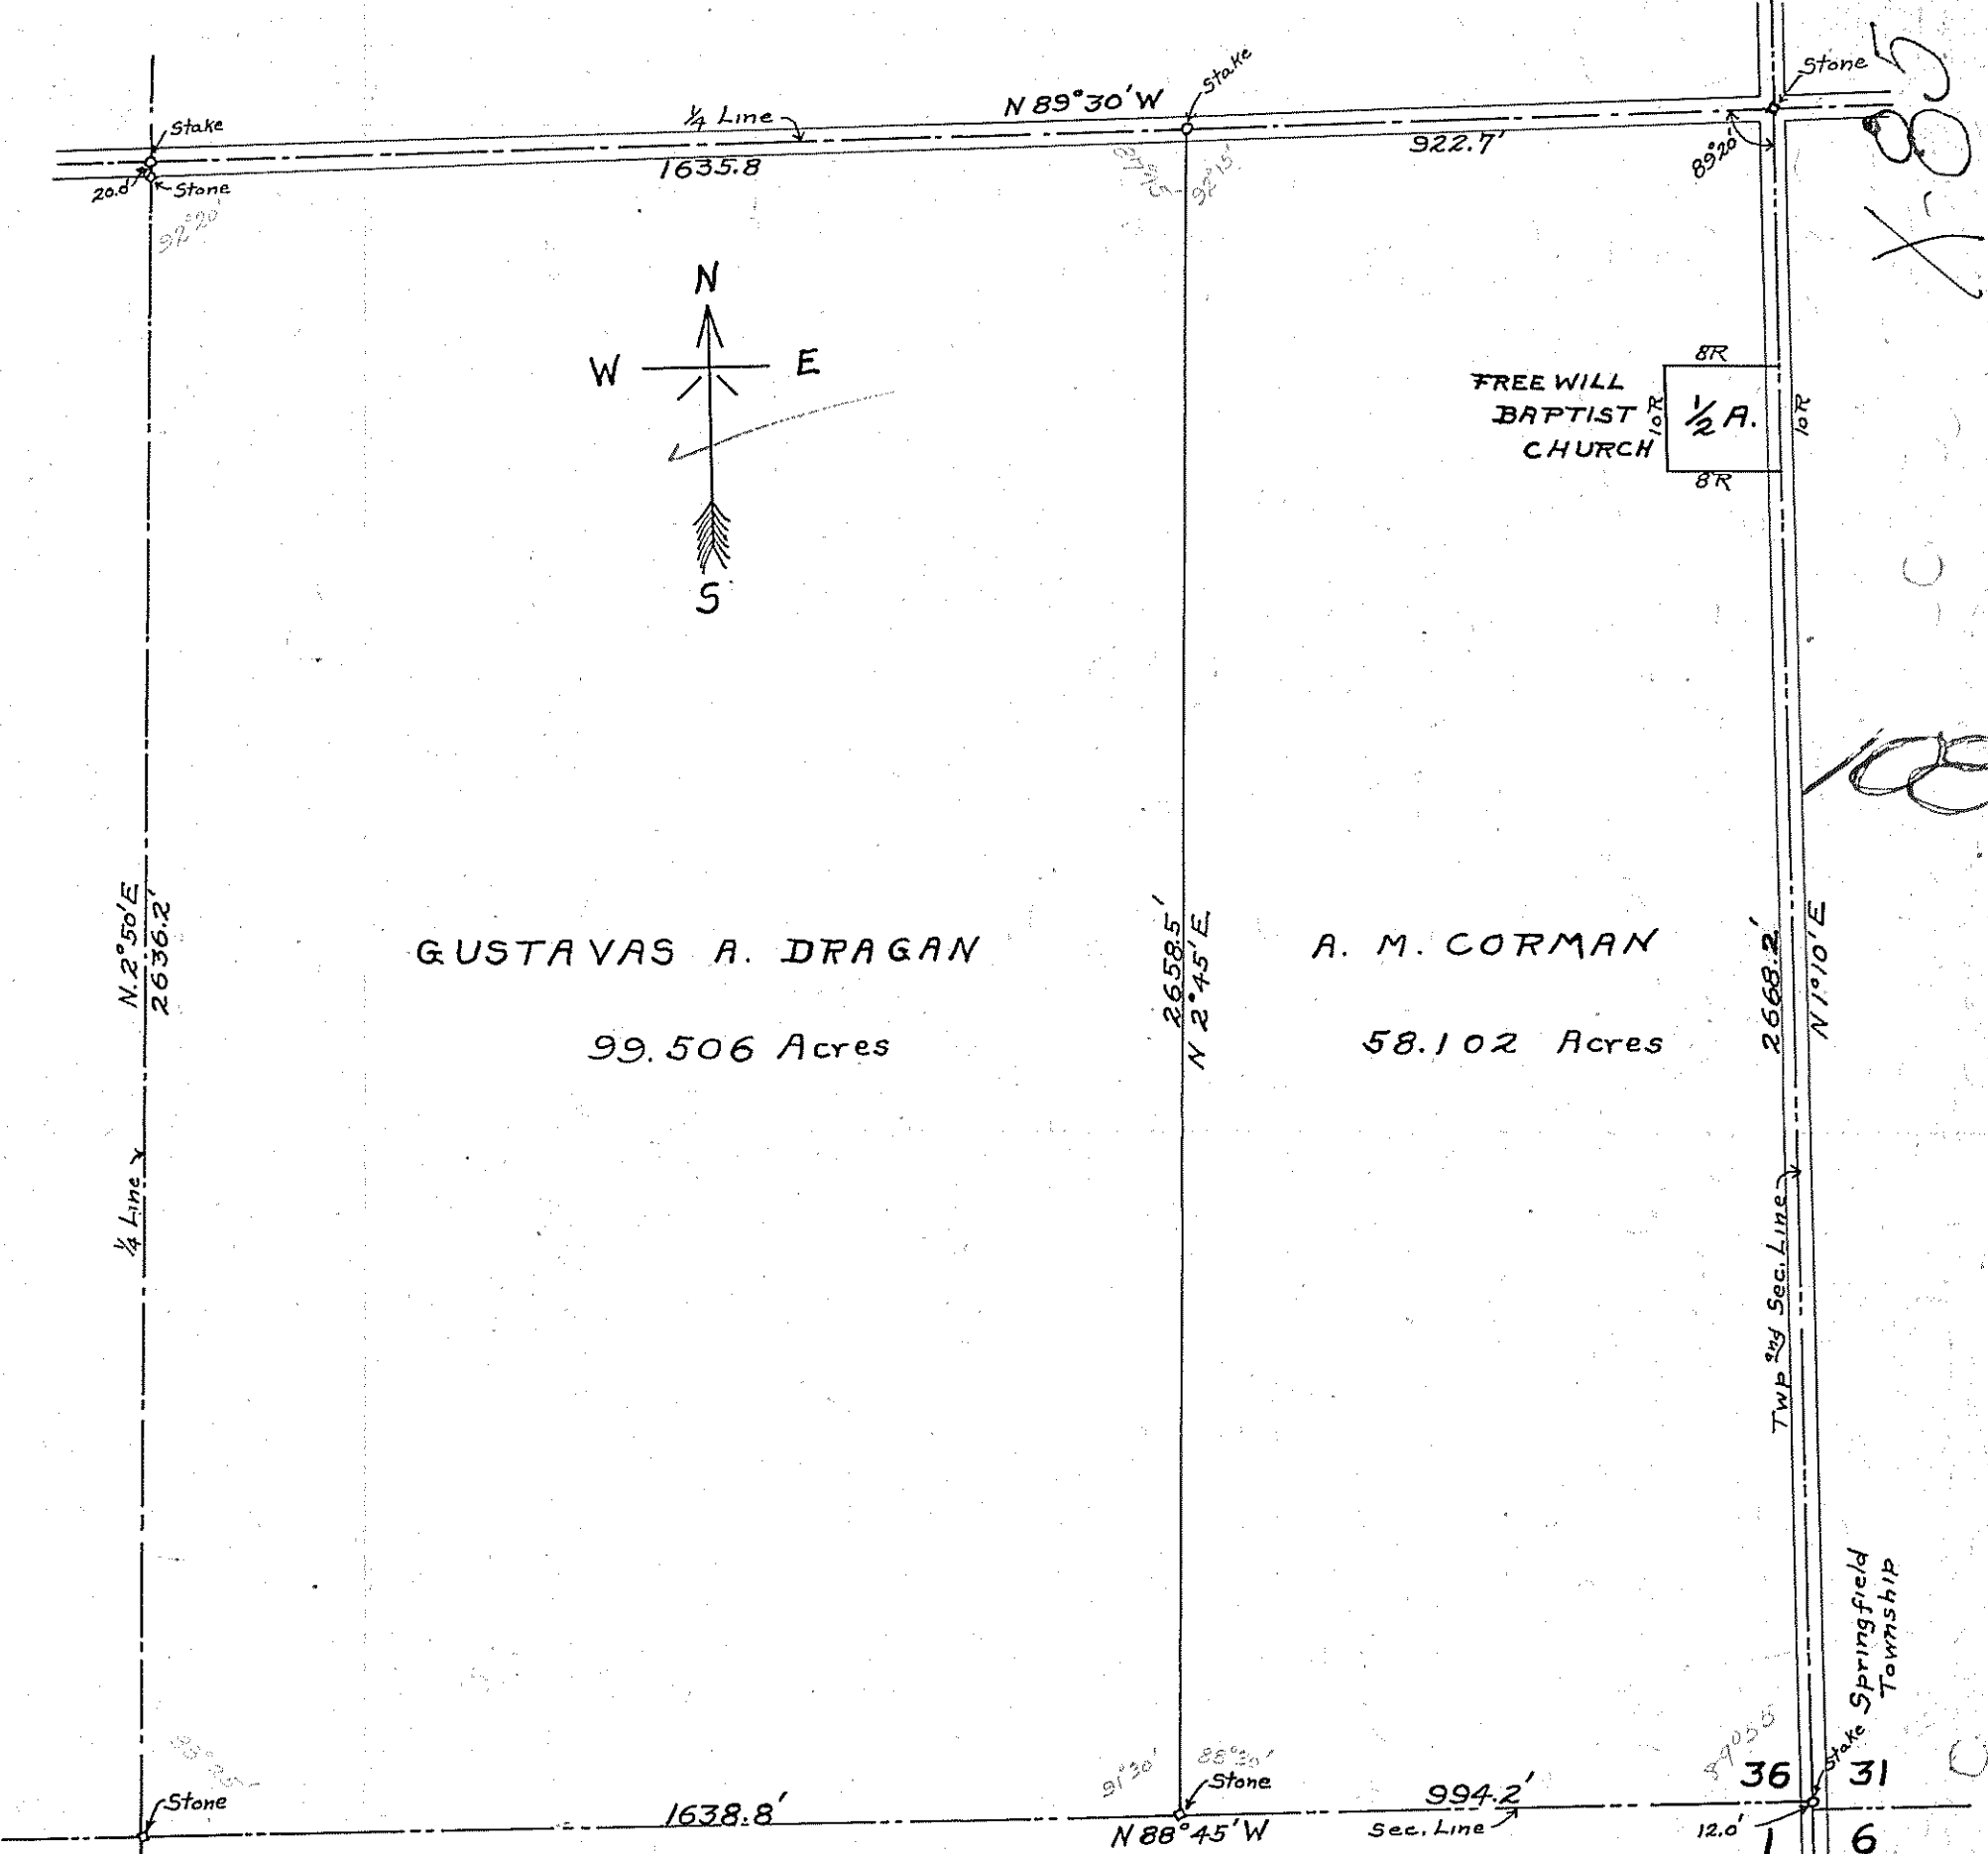 Stake
¼ Line
N 89°30' W
Stake
Stone
20.0'
Stone
1635.8
922.7'
89°20'
92°20'
92°15'
X-85
N
W E
S
FREE WILL
BAPTIST
CHURCH
8R
10R
½ A.
10R
8R
N. 2°50' E
2636.2'
¼ Line
GUSTAVAS A. DRAGAN
99.506 Acres
2658.5'
N 2°45' E
A. M. CORMAN
58.102 Acres
2668.2'
N 1°10' E
Twp and Sec. Line
Springfield
Township
Stake
Stone
1638.8'
91°30'
88°30'
Stone
N 88°45' W
994.2'
Sec. Line
89°55
12.0'
36 31
1 6